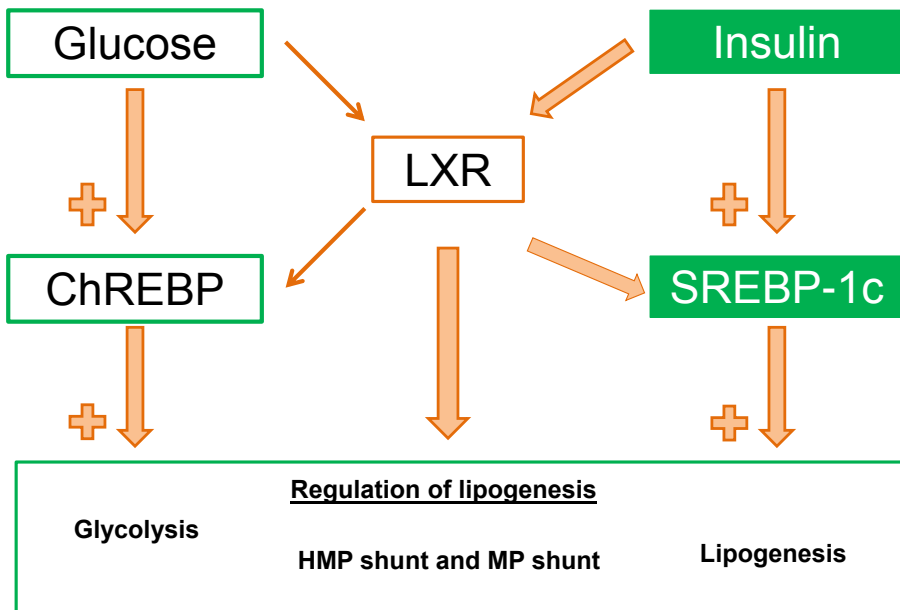 Glucose
Insulin
LXR
ChREBP
SREBP-1c
Regulation of lipogenesis
Glycolysis
HMP shunt and MP shunt
Lipogenesis